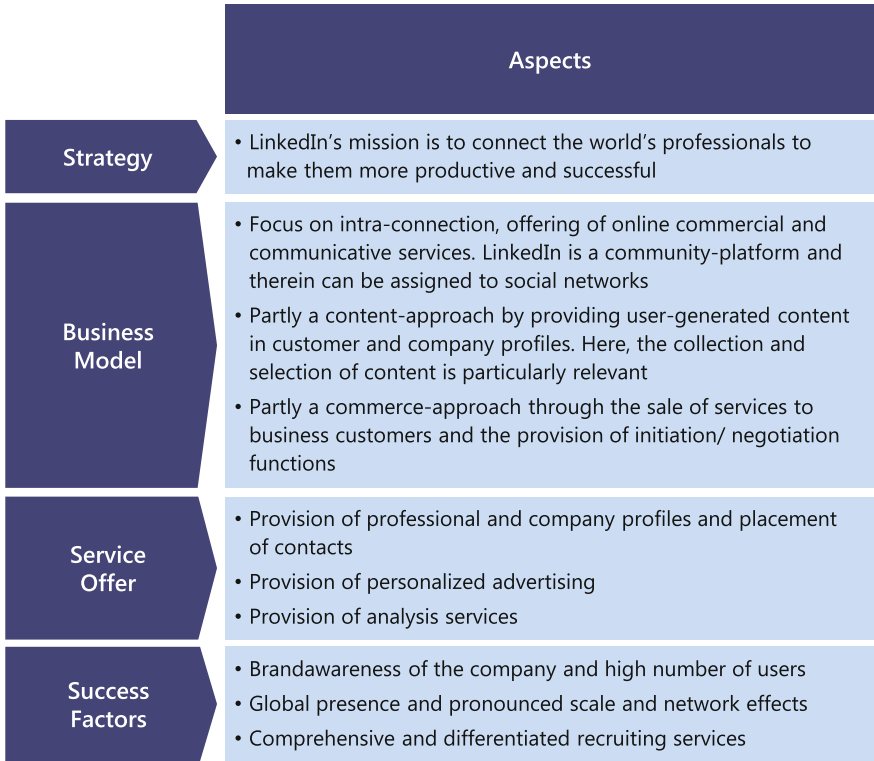 Aspects
Strategy
• LinkedIn’s mission is to connect the world’s professionals to
make them more productive and successful
Business
Model
• Focus on intra-connection, offering of online commercial and
communicative services. LinkedIn is a community-platform and
therein can be assigned to social networks
• Partly a content-approach by providing user-generated content
in customer and company profiles. Here, the collection and
selection of content is particularly relevant
• Partly a commerce-approach through the sale of services to
business customers and the provision of initiation/ negotiation
functions
Service
Offer
• Provision of professional and company profiles and placement
of contacts
• Provision of personalized advertising
• Provision of analysis services
Success
Factors
• Brandawareness of the company and high number of users
• Global presence and pronounced scale and network effects
• Comprehensive and differentiated recruiting services